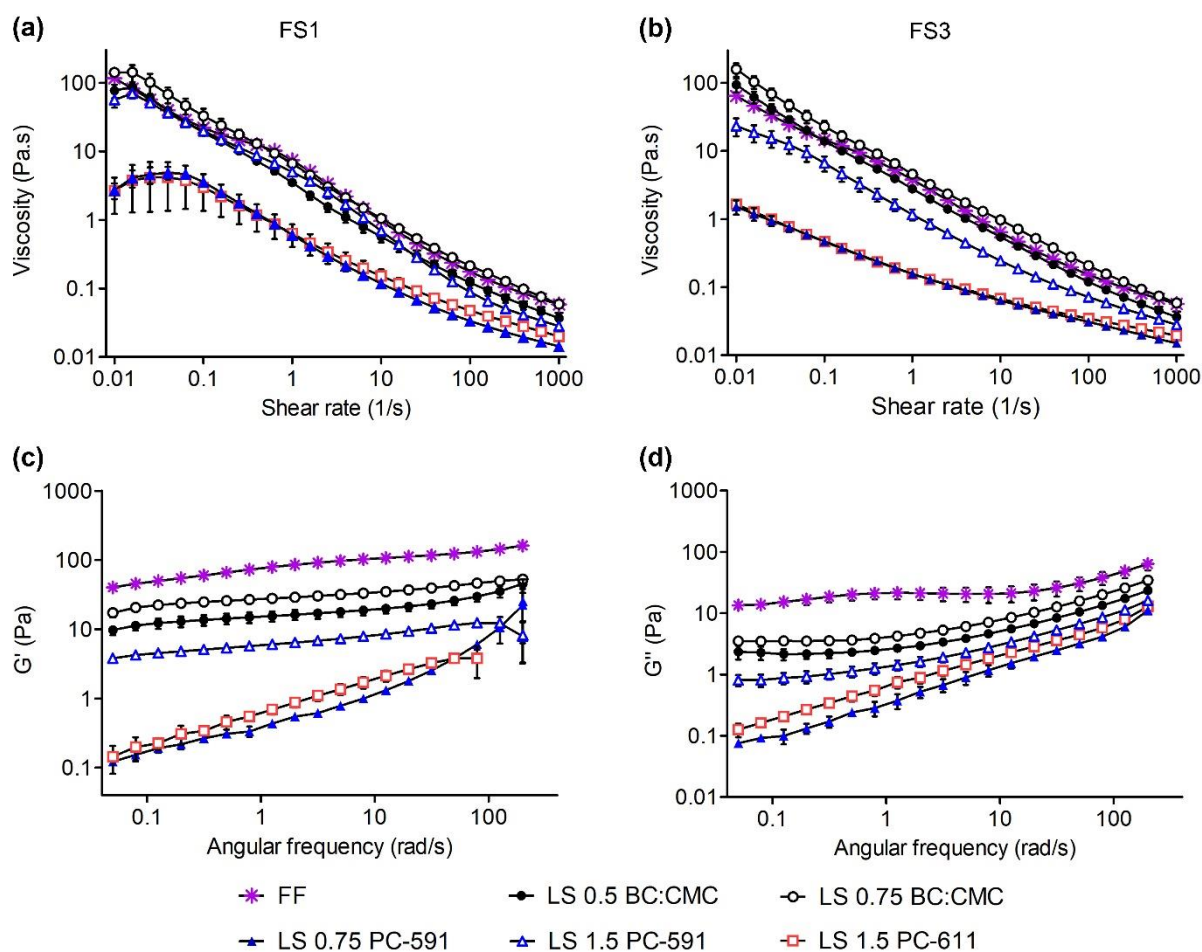 (a) FS1
100
10
1
0.1
0.01
Viscosity (Pa.s)
0.01 0.1 1 10 100 1000
Shear rate (1/s)
(b) FS3
100
10
1
0.1
0.01
Viscosity (Pa.s)
0.01 0.1 1 10 100 1000
Shear rate (1/s)
(c)
1000
100
10
1
0.1
G' (Pa)
0.1 1 10 100
Angular frequency (rad/s)
(d)
1000
100
10
1
0.1
0.01
G'' (Pa)
0.1 1 10 100
Angular frequency (rad/s)
FF LS 0.5 BC:CMC LS 0.75 BC:CMC
LS 0.75 PC-591 LS 1.5 PC-591 LS 1.5 PC-611